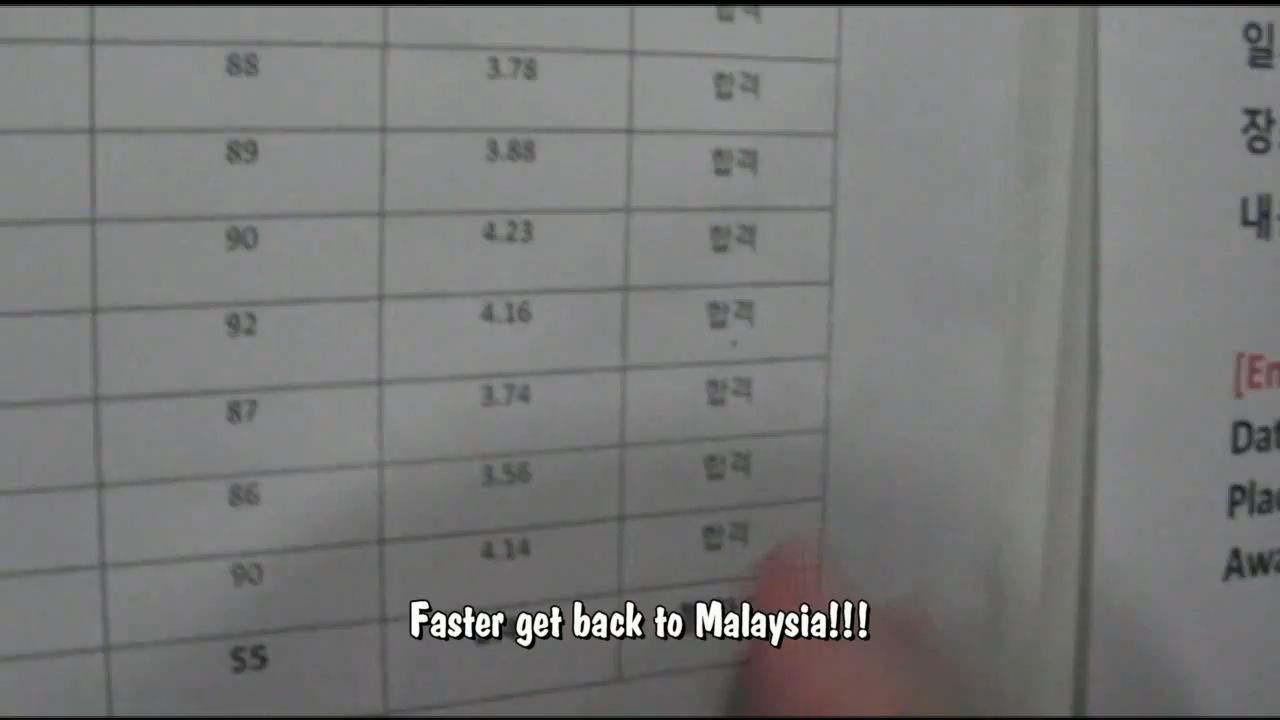 88 3.78 합격
89 3.88 합격
90 4.23 합격
92 4.16 합격
87 3.74 합격
86 3.56 합격
90 4.14 합격
55
Faster get back to Malaysia!!!
일
장
내
[En
Dat
Plac
Awa